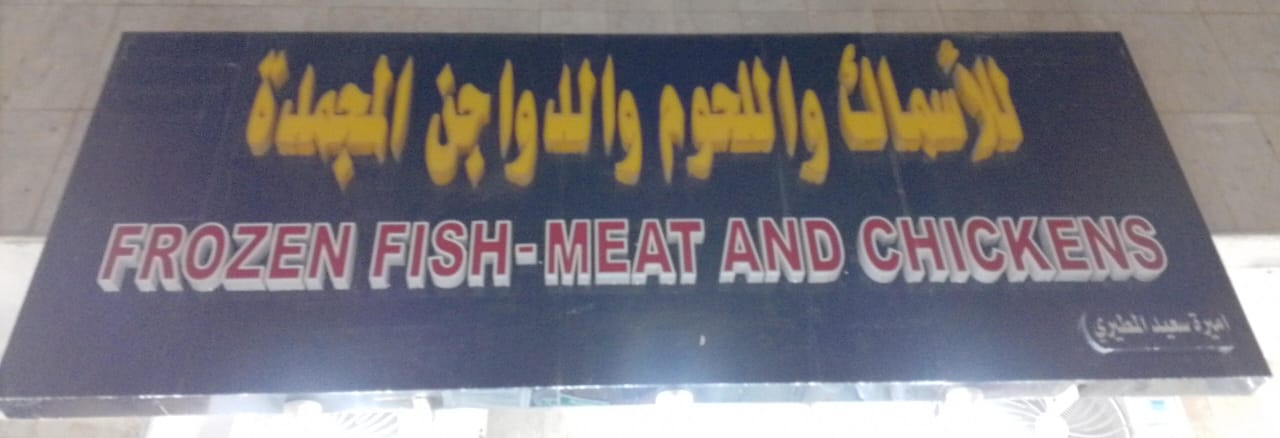 للأسماك واللحوم والدواجن المجمدة
FROZEN FISH-MEAT AND CHICKENS
اميرة سعيد المطيري